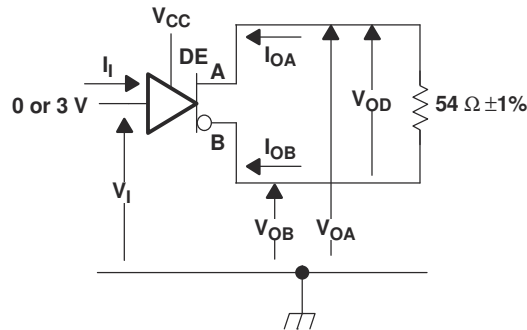 V_CC
DE
I_I
A
I_OA
0 or 3 V
V_OD
54 Ω ±1%
B
I_OB
V_I
V_OB
V_OA